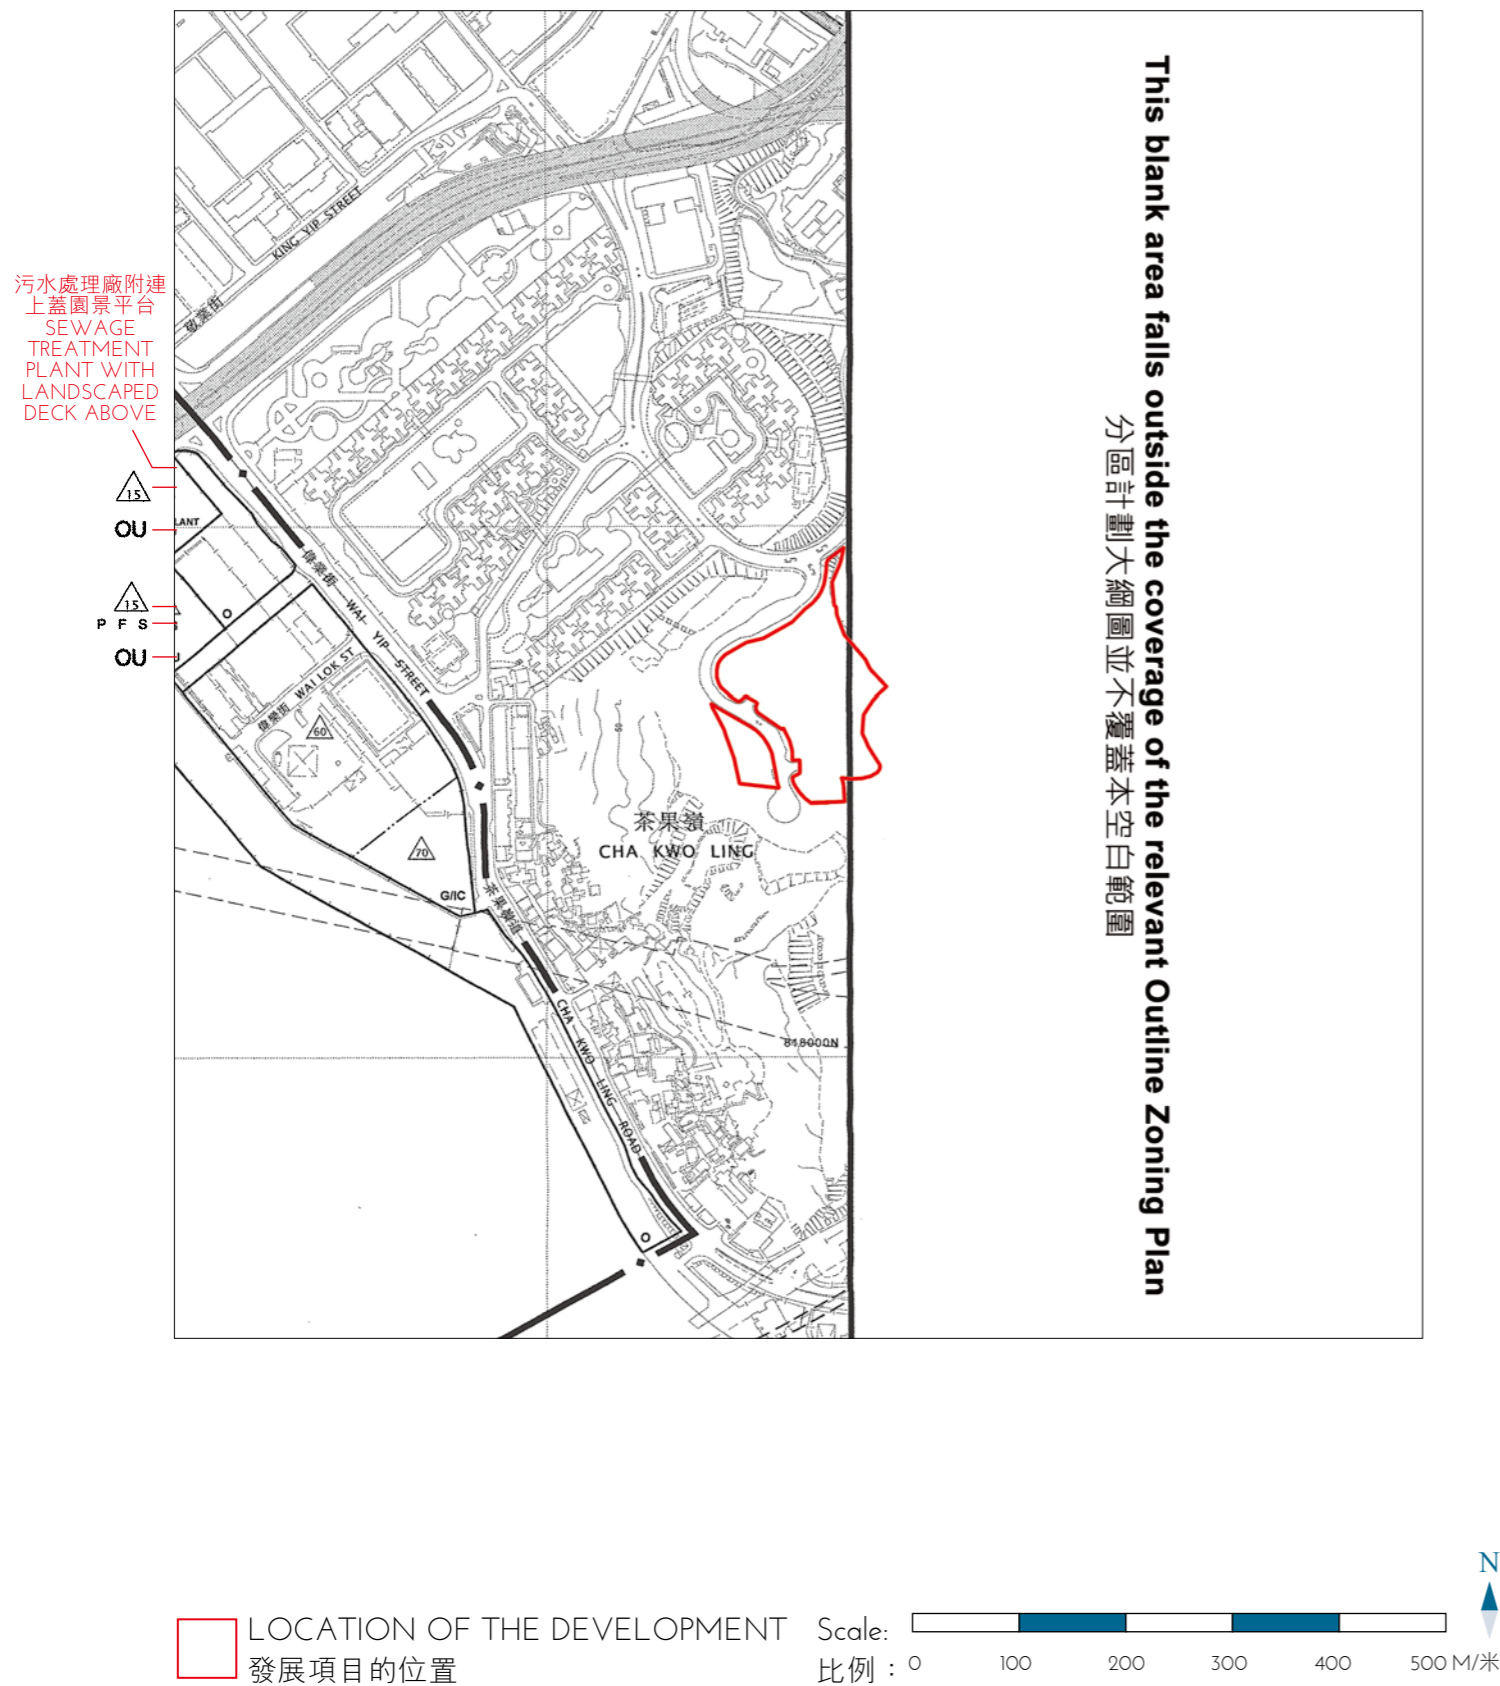 KING YIP STREET
敬業街
污水處理廠附連
上蓋園景平台
SEWAGE
TREATMENT
PLANT WITH
LANDSCAPED
DECK ABOVE
15
LANT
OU
15
P F S
OU
O
偉業街 WAI YIP STREET
偉樂街 WAI LOK ST
60
70
G/IC
茶果嶺
CHA KWO LING
茶果嶺道 CHA KWO LING ROAD
818000N
O
This blank area falls outside the coverage of the relevant Outline Zoning Plan
分區計劃大綱圖並不覆蓋本空白範圍
N
LOCATION OF THE DEVELOPMENT
發展項目的位置
Scale:
比例：
0 100 200 300 400 500 M/米